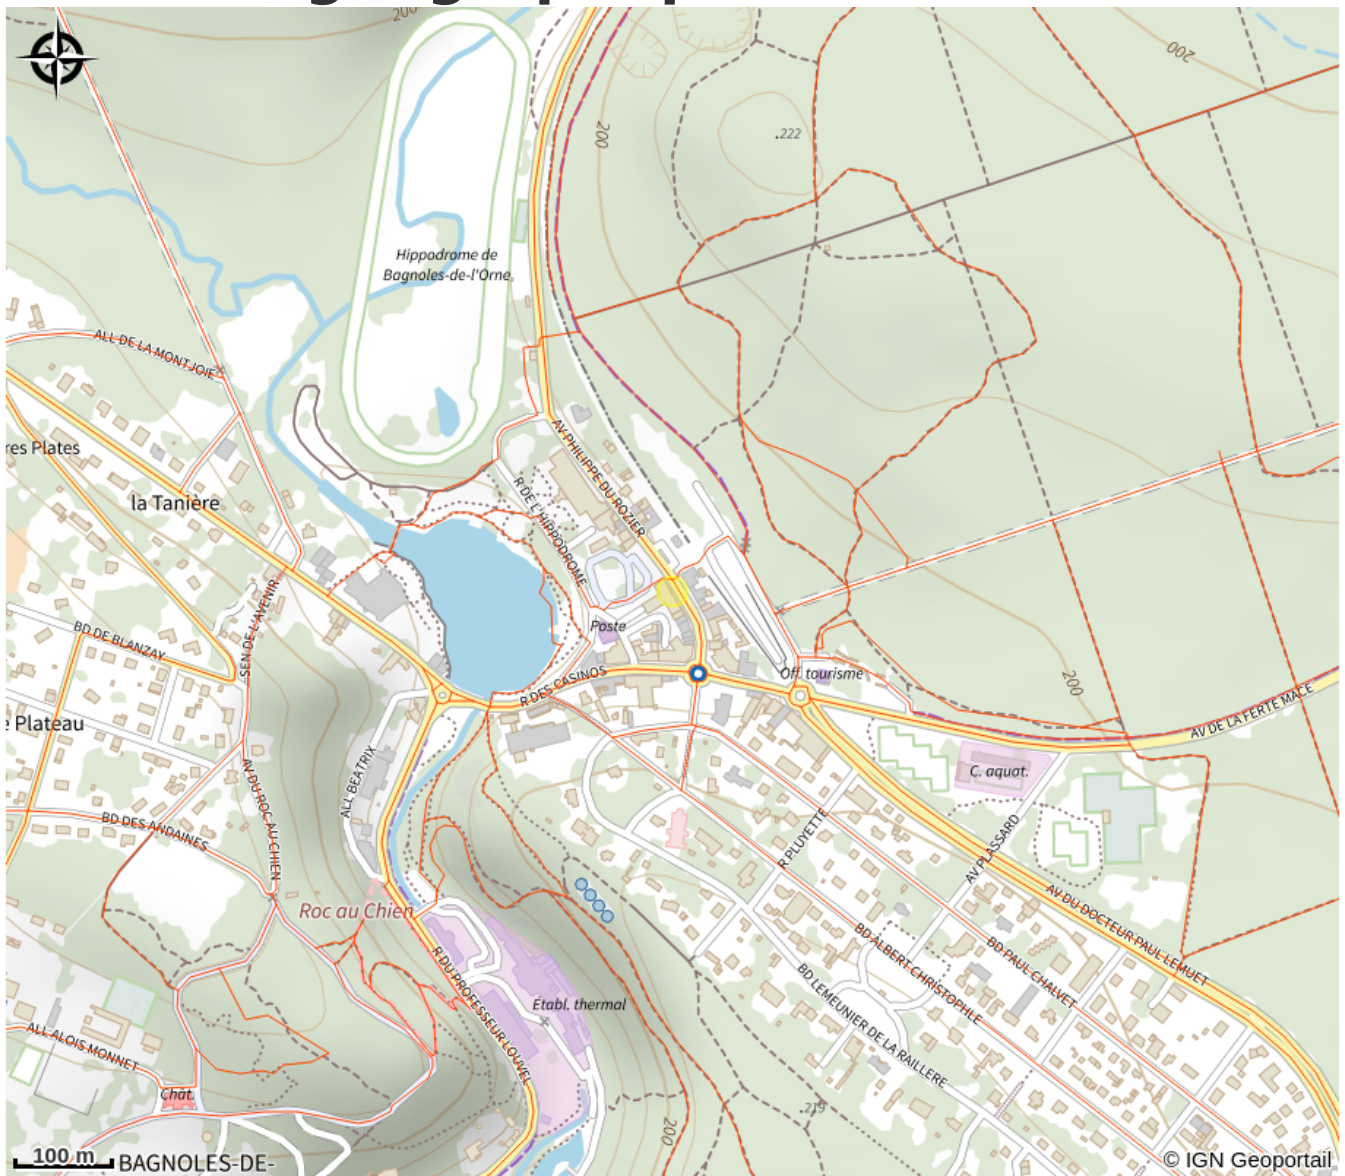 200
200
200
.222
Hippodrome de
Bagnoles-de-l'Orne
ALL DE LA MONTJOIE
res Plates
la Tanière
AV PHILIPPE DU ROZIER
R DE L'HIPPODROME
SEN DE L'AVENIR
BD DE BLANZAY
Poste
R DES CASINOS
Off. tourisme
200
AV DE LA FERTE MACE
e Plateau
ALL BEATRIX
AV DU ROC AU CHIEN
BD DES ANDAINES
C. aquat.
R PLUYETTE
AV PLASSARD
Roc au Chien
AV DU DOCTEUR PAUL LEMUET
BD ALBERT CHRISTOPHLE
BD PAUL CHALVET
R DU PROFESSEUR LOUVEL
Établ. thermal
BD LEMEUNIER DE LA RAILLERE
ALL ALOIS MONNET
Chât.
.219
200
100 m
BAGNOLES-DE-
© IGN Geoportail